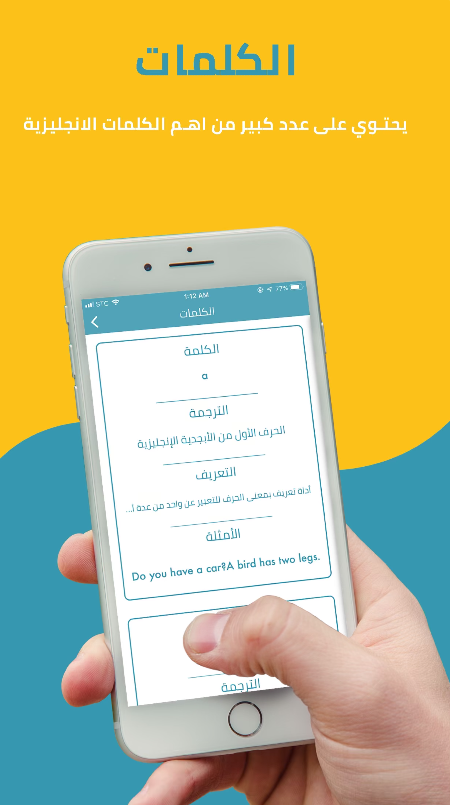 الكلمات
يحتوي على عدد كبير من اهم الكلمات الانجليزية
STC 1:12 AM 77%
الكلمات
الكلمة
a
الترجمة
الحرف الأول من الأبجدية الإنجليزية
التعريف
أداة تعريف بمعنى الحرف للتعبير عن واحد من عدة أ...
الأمثلة
Do you have a car?A bird has two legs.
الترجمة